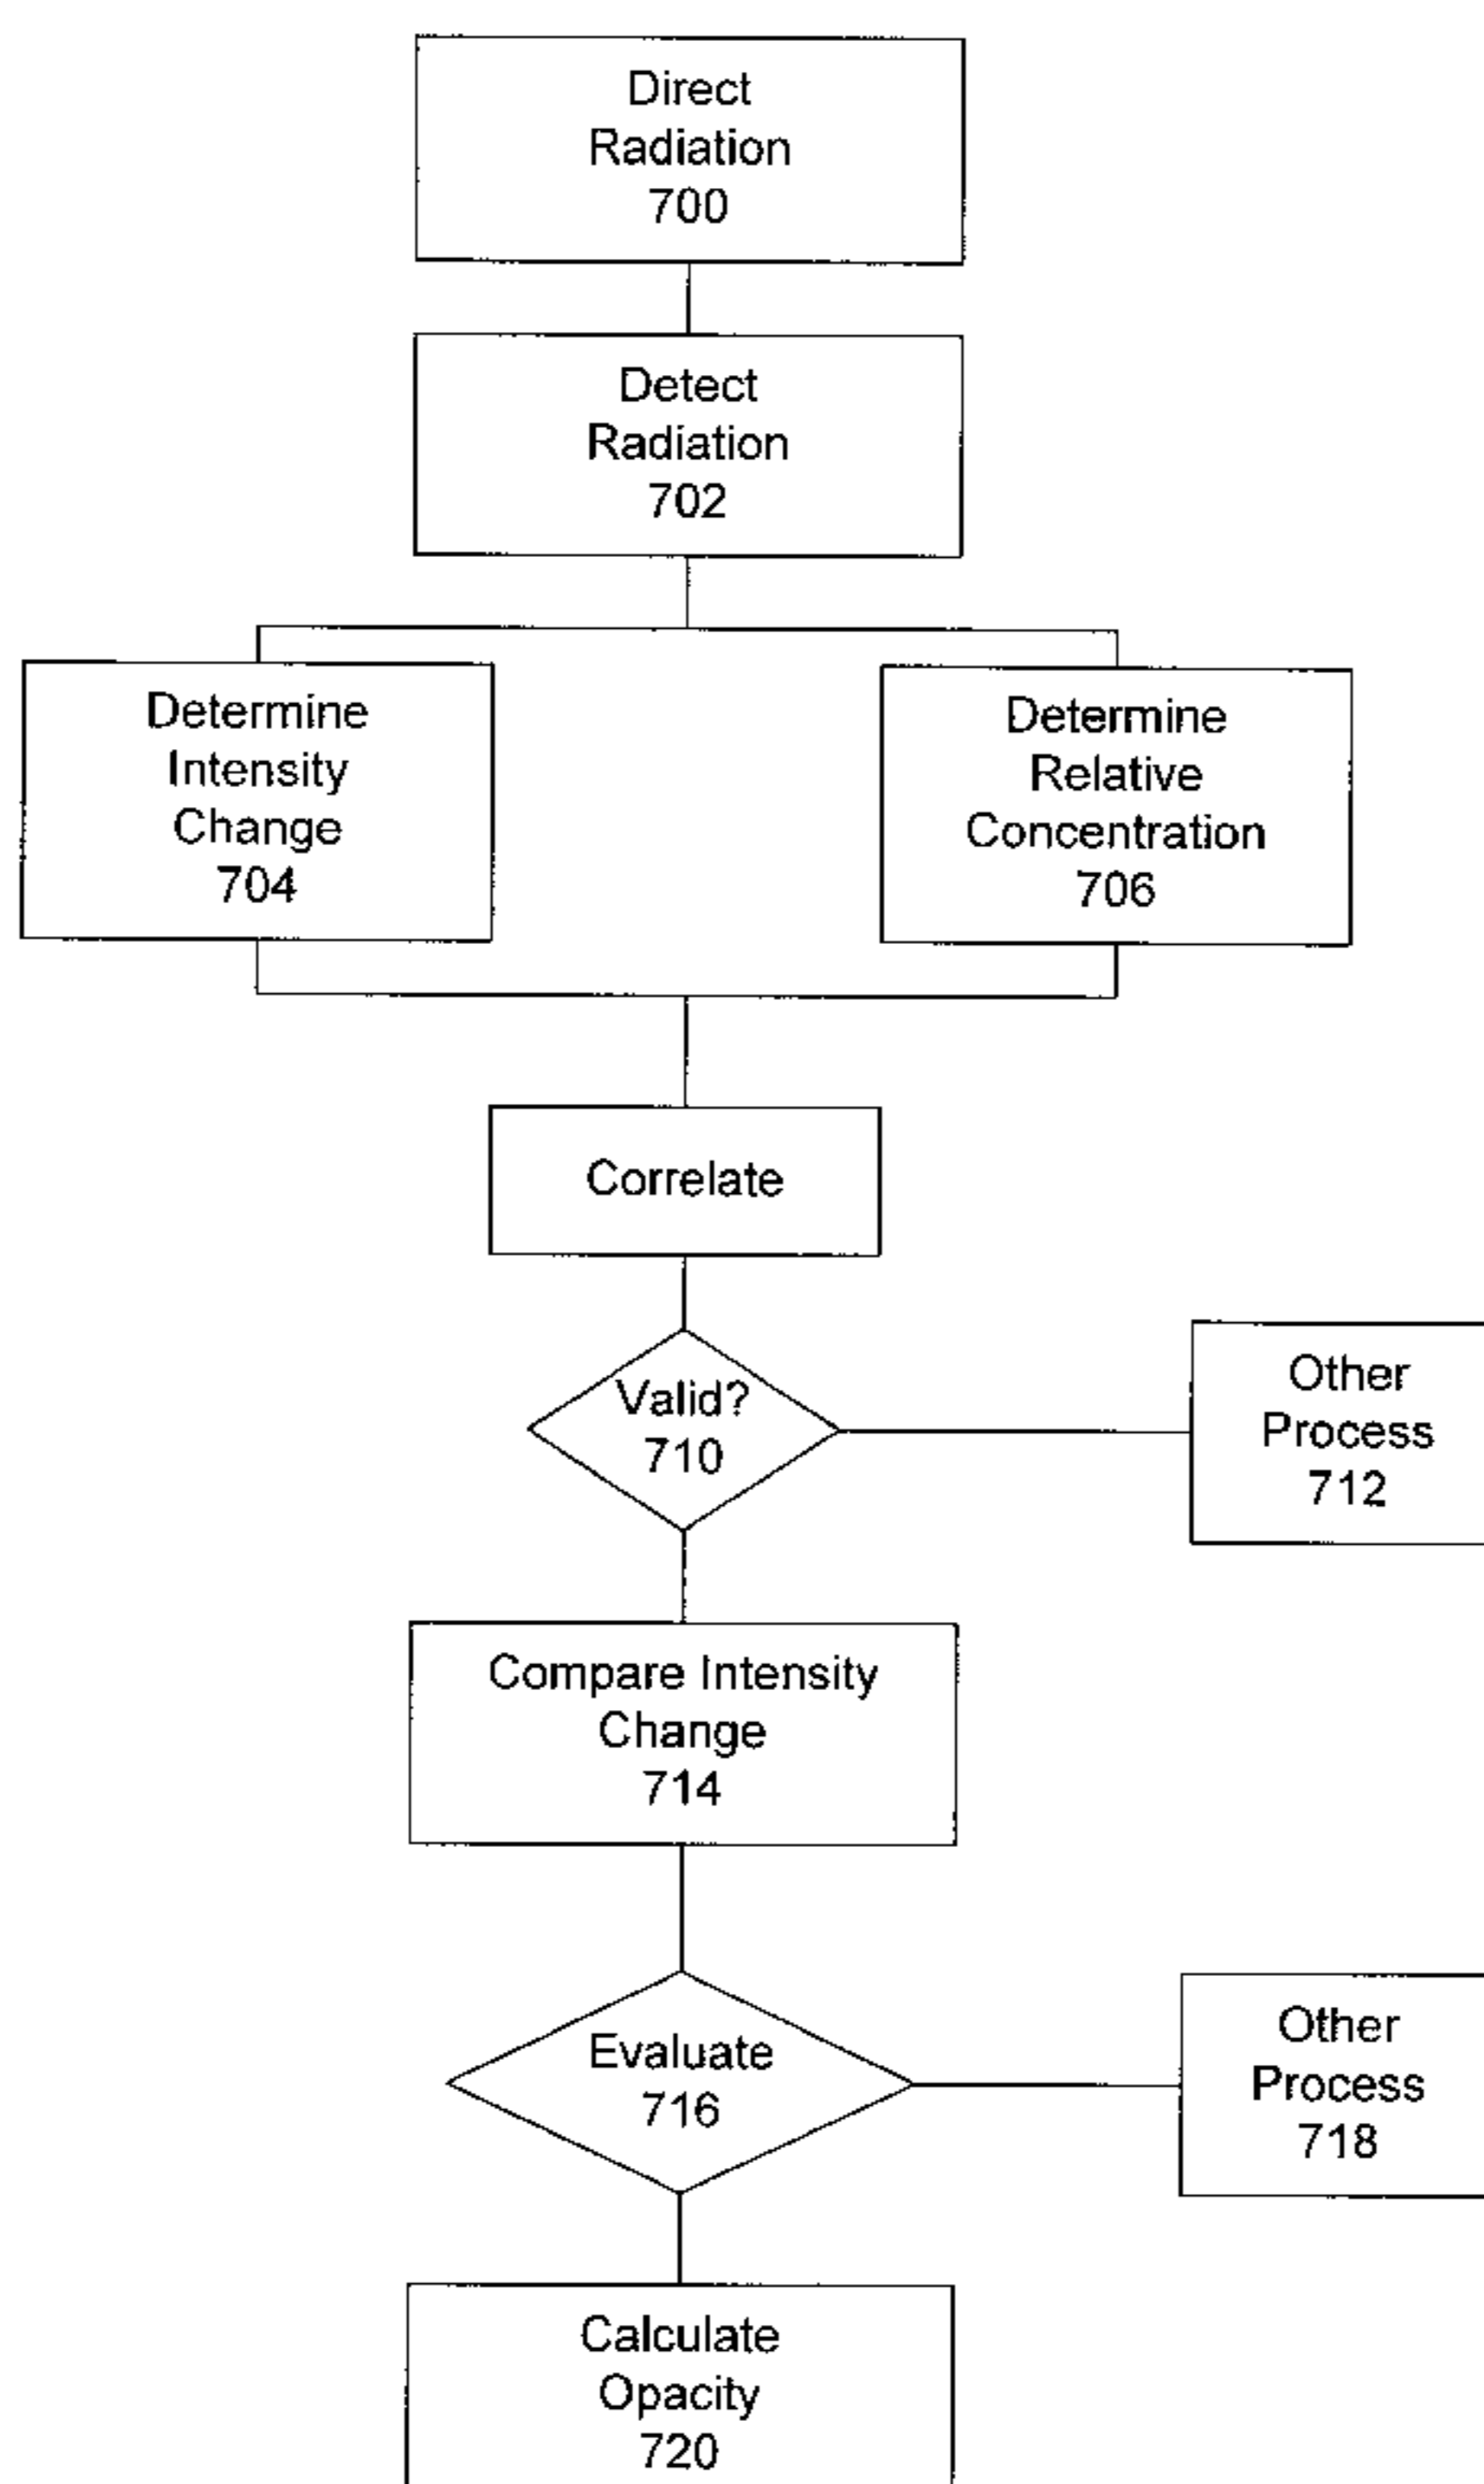 Direct
Radiation
700
Detect
Radiation
702
Determine
Intensity
Change
704
Determine
Relative
Concentration
706
Correlate
Valid?
710
Other
Process
712
Compare Intensity
Change
714
Evaluate
716
Other
Process
718
Calculate
Opacity
720